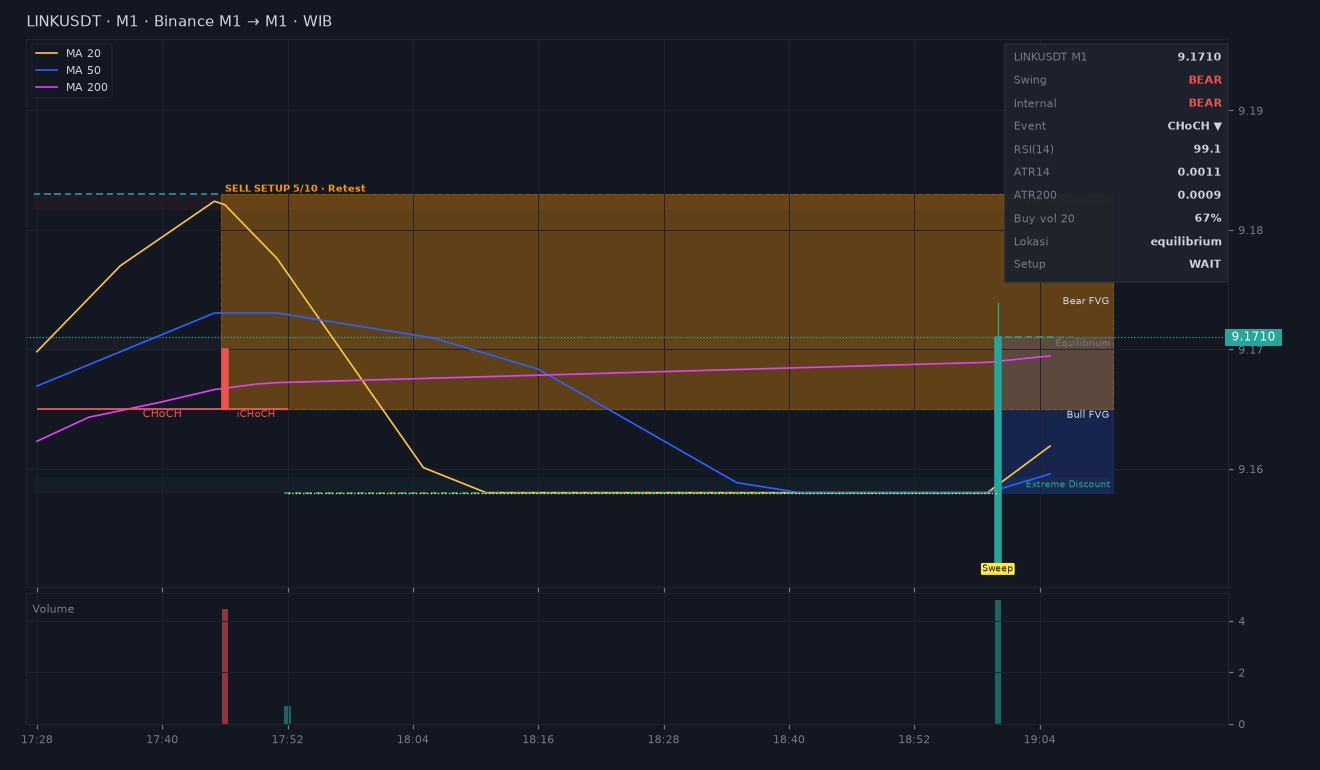 LINKUSDT · M1 · Binance M1 → M1 · WIB
MA 20
MA 50
MA 200
LINKUSDT M1 9.1710
Swing BEAR
Internal BEAR
Event CHoCH ▼
RSI(14) 99.1
ATR14 0.0011
ATR200 0.0009
Buy vol 20 67%
Lokasi equilibrium
Setup WAIT
9.19
SELL SETUP 5/10 · Retest
9.18
Bear FVG
9.1710
Equilibrium
9.17
CHoCH
iCHoCH
Bull FVG
9.16
Extreme Discount
Sweep
Volume
4
2
0
17:28 17:40 17:52 18:04 18:16 18:28 18:40 18:52 19:04